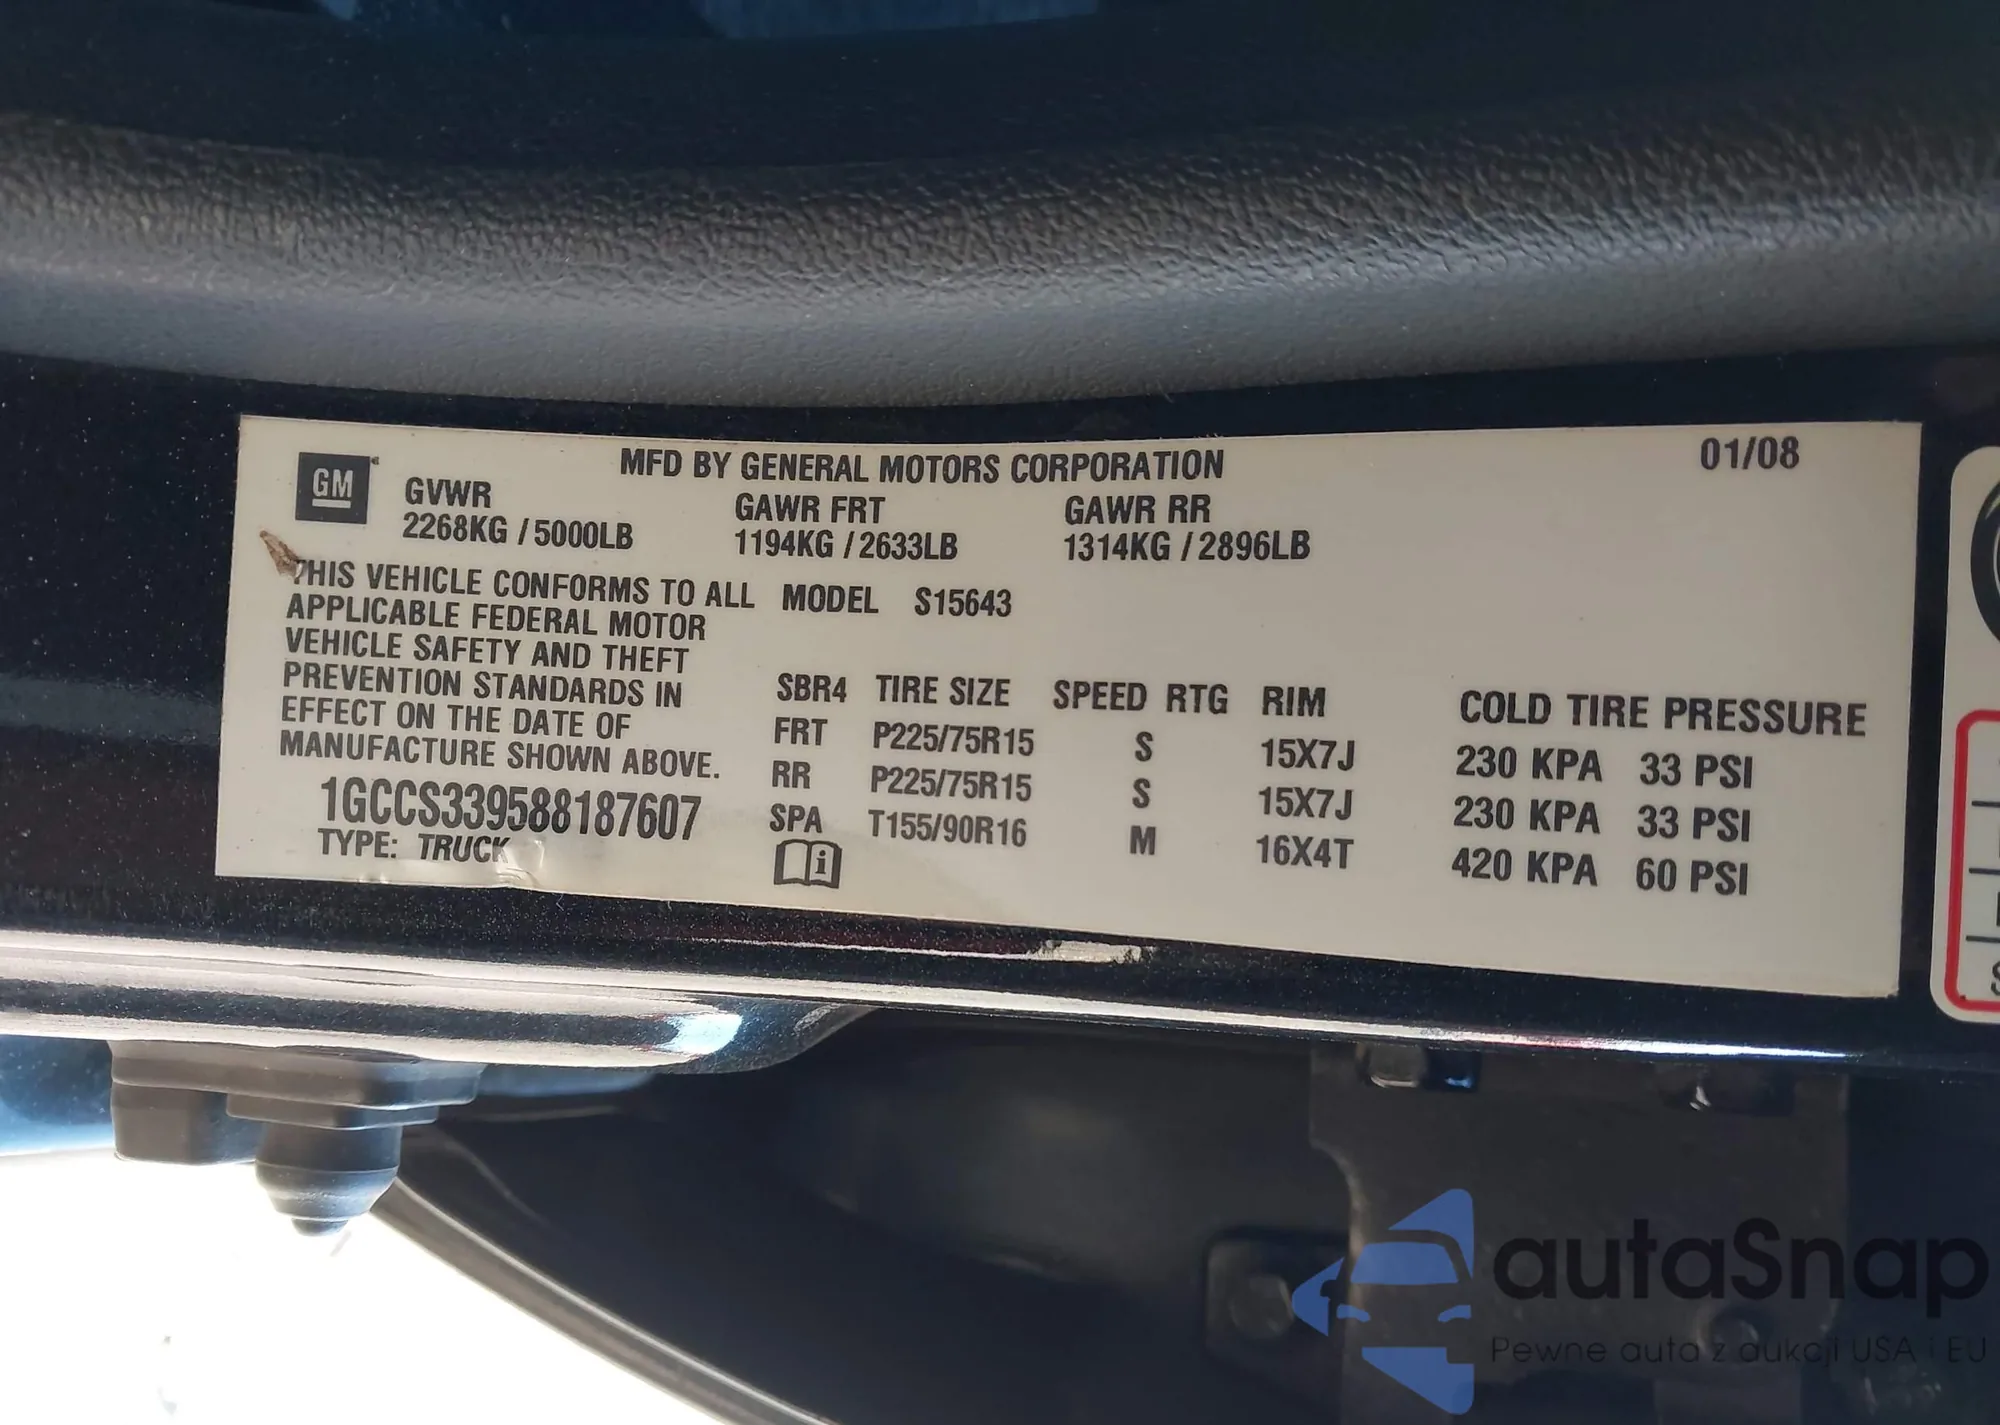 MFD BY GENERAL MOTORS CORPORATION 01/08
GM
GVWR GAWR FRT GAWR RR
2268KG / 5000LB 1194KG / 2633LB 1314KG / 2896LB
THIS VEHICLE CONFORMS TO ALL
APPLICABLE FEDERAL MOTOR
VEHICLE SAFETY AND THEFT
PREVENTION STANDARDS IN
EFFECT ON THE DATE OF
MANUFACTURE SHOWN ABOVE.
1GCCS339588187607
TYPE: TRUCK
MODEL S15643
SBR4 TIRE SIZE SPEED RTG RIM COLD TIRE PRESSURE
FRT P225/75R15 S 15X7J 230 KPA 33 PSI
RR P225/75R15 S 15X7J 230 KPA 33 PSI
SPA T155/90R16 M 16X4T 420 KPA 60 PSI
i
autaSnap
Pewne auta z aukcji USA i EU